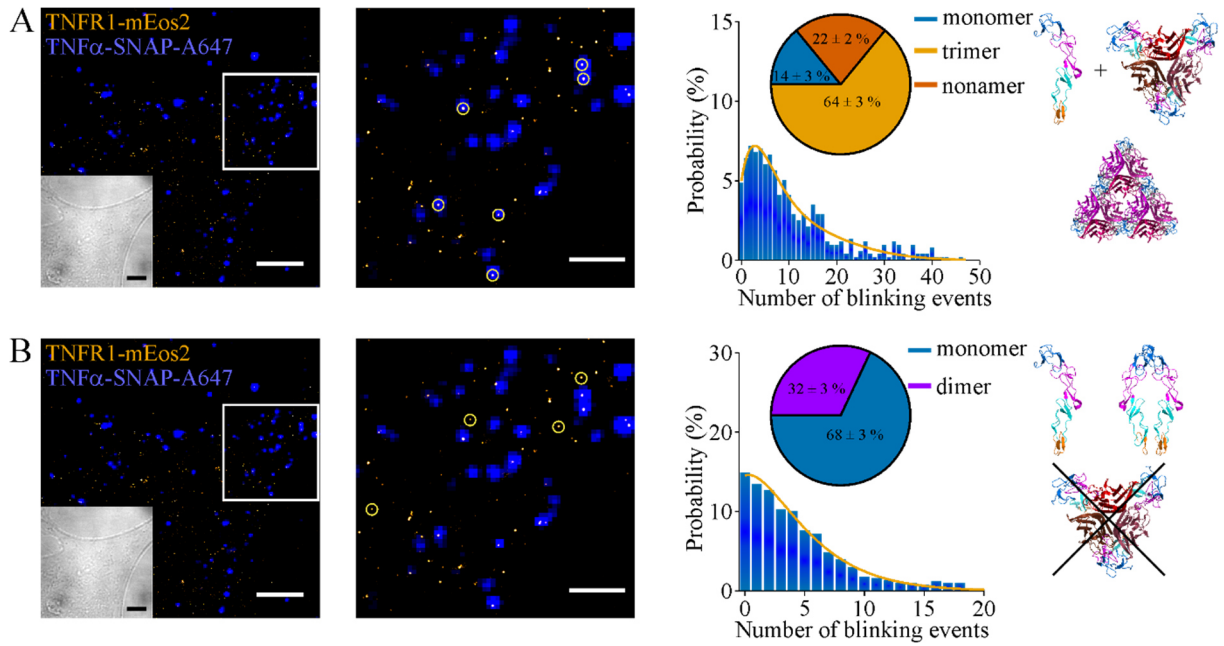 A
TNFR1-mEos2
TNFα-SNAP-A647
Probability (%)
15
10
5
0
0 10 20 30 40 50
Number of blinking events
22 ± 2 %
14 ± 3 %
64 ± 3 %
monomer
trimer
nonamer
+
B
TNFR1-mEos2
TNFα-SNAP-A647
Probability (%)
30
20
10
0
0 5 10 15 20
Number of blinking events
32 ± 3 %
68 ± 3 %
monomer
dimer